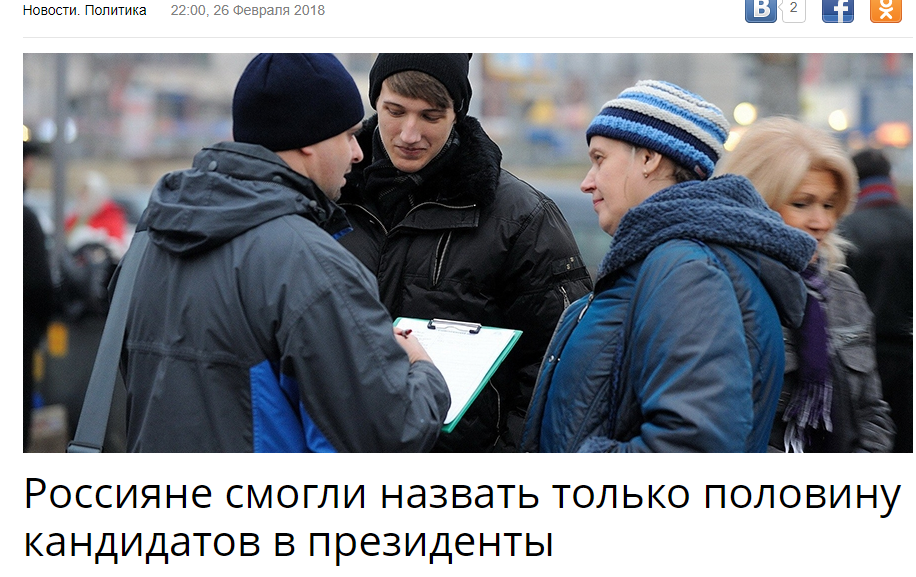 Новости. Политика 22:00, 26 Февраля 2018
В 2 f
Россияне смогли назвать только половину
кандидатов в президенты